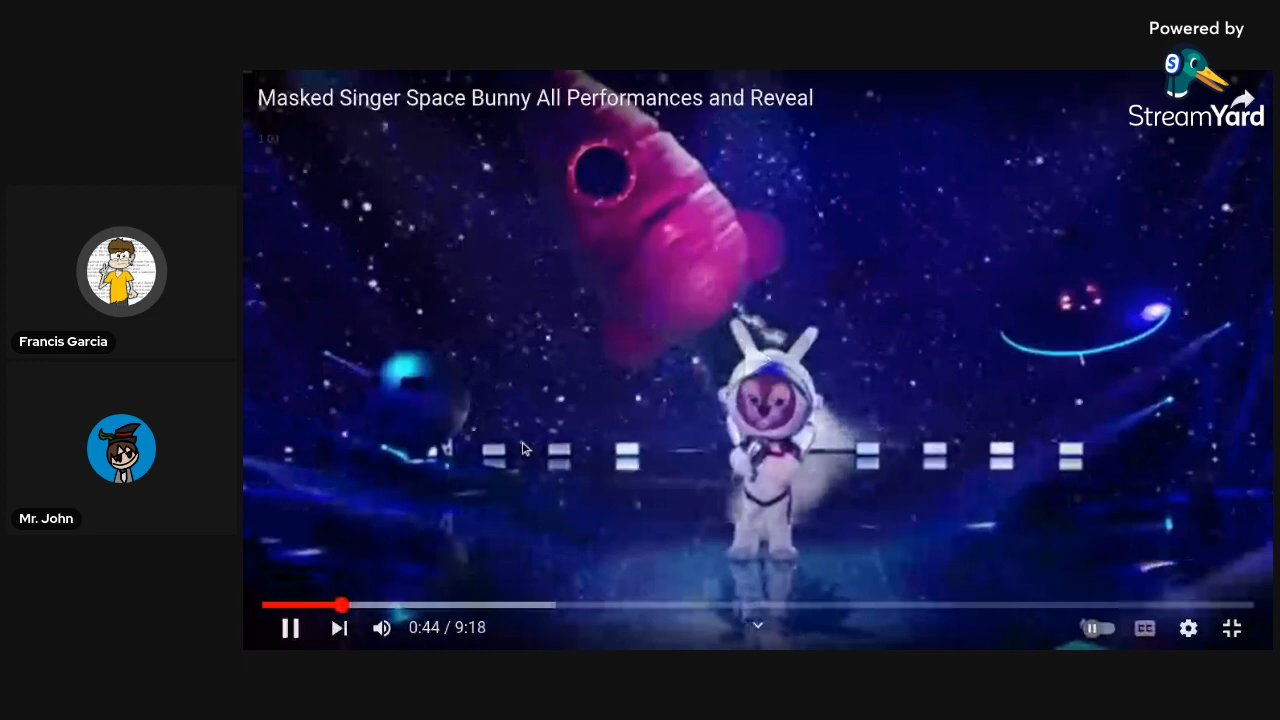 Powered by
StreamYard
Masked Singer Space Bunny All Performances and Reveal
Francis Garcia
Mr. John
0:44 / 9:18
CC